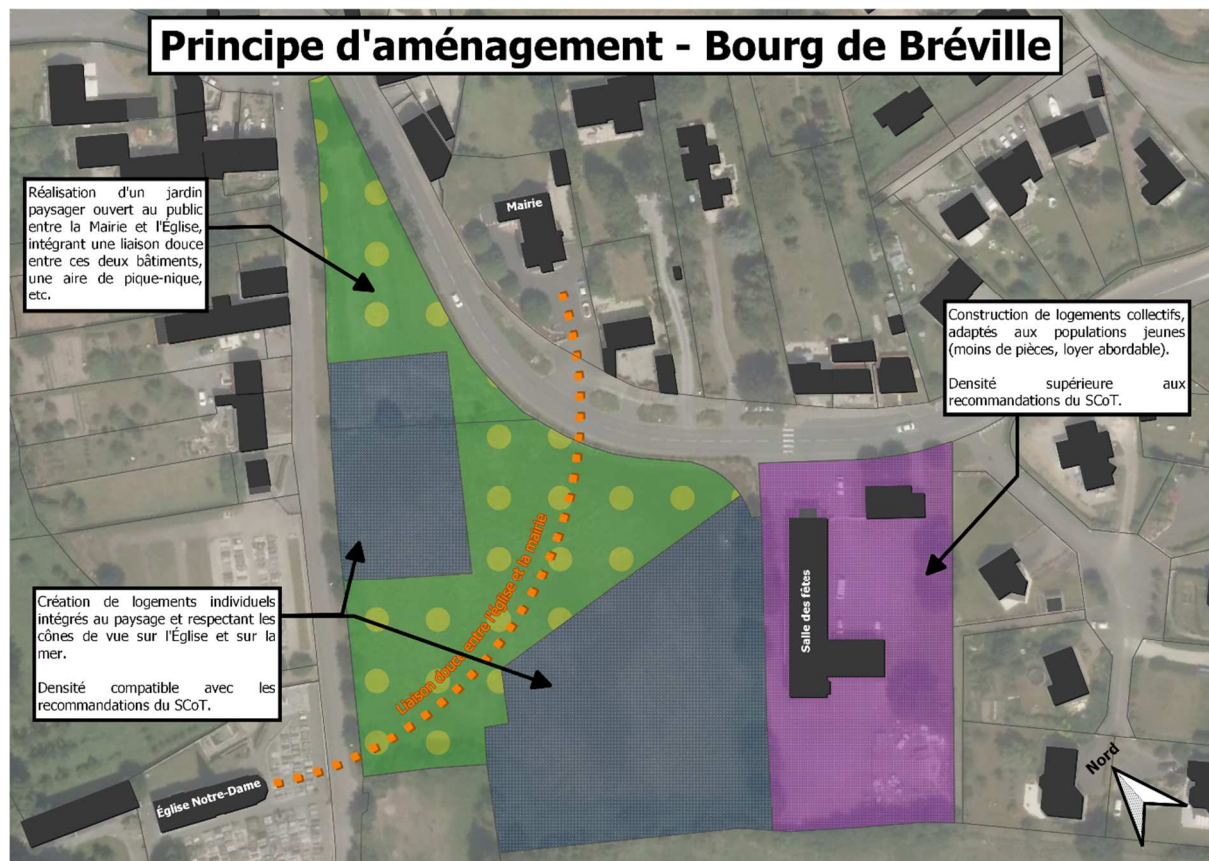 Principe d'aménagement - Bourg de Bréville
Réalisation d'un jardin
paysager ouvert au public
entre la Mairie et l'Église,
intégrant une liaison douce
entre ces deux bâtiments,
une aire de pique-nique,
etc.
Mairie
Construction de logements collectifs,
adaptés aux populations jeunes
(moins de pièces, loyer abordable).
Densité supérieure aux
recommandations du SCoT.
Salle des fêtes
Liaison douce entre l'église et la mairie
Création de logements individuels
intégrés au paysage et respectant les
cônes de vue sur l'Église et sur la
mer.
Densité compatible avec les
recommandations du SCoT.
Église Notre-Dame
Nord